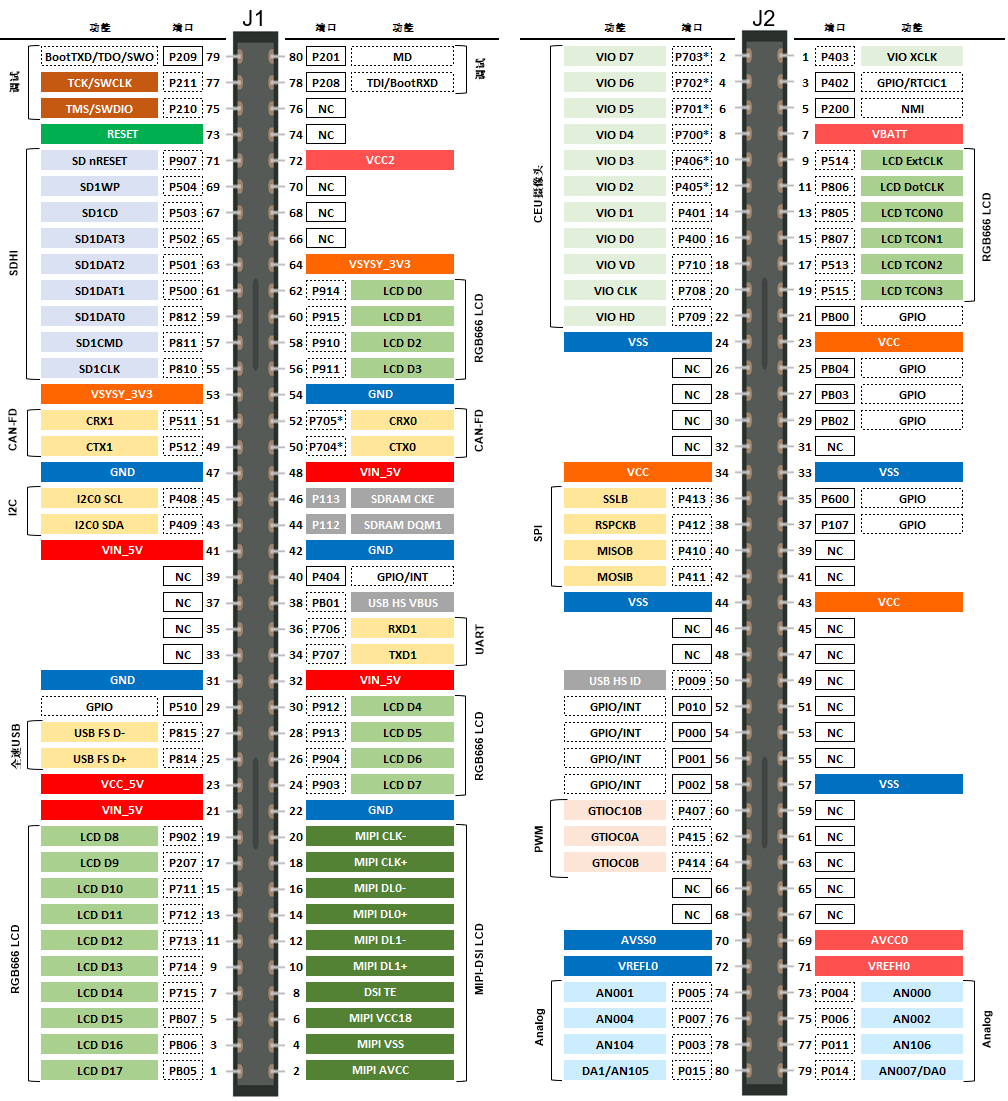 J1 J2
功能 端口 端口 功能 功能 端口 端口 功能
调试 BootTXD/TDO/SWO P209 79 80 P201 MD 调试 VIO D7 P703* 2 1 P403 VIO XCLK
TCK/SWCLK P211 77 78 P208 TDI/BootRXD VIO D6 P702* 4 3 P402 GPIO/RTCIC1
TMS/SWDIO P210 75 76 NC VIO D5 P701* 6 5 P200 NMI
RESET 73 74 NC VIO D4 P700* 8 7 VBATT
SD nRESET P907 71 72 VCC2 VIO D3 P406* 10 9 P514 LCD ExtCLK
SD1WP P504 69 70 NC CEU摄像头 VIO D2 P405* 12 11 P806 LCD DotCLK
SD1CD P503 67 68 NC VIO D1 P401 14 13 P805 LCD TCON0 RGB666 LCD
SD1DAT3 P502 65 66 NC VIO D0 P400 16 15 P807 LCD TCON1
SDHI SD1DAT2 P501 63 64 VSYSY_3V3 VIO VD P710 18 17 P513 LCD TCON2
SD1DAT1 P500 61 62 P914 LCD D0 VIO CLK P708 20 19 P515 LCD TCON3
SD1DAT0 P812 59 60 P915 LCD D1 RGB666 LCD VIO HD P709 22 21 PB00 GPIO
SD1CMD P811 57 58 P910 LCD D2 VSS 24 23 VCC
SD1CLK P810 55 56 P911 LCD D3 NC 26 25 PB04 GPIO
VSYSY_3V3 53 54 GND NC 28 27 PB03 GPIO
CAN-FD CRX1 P511 51 52 P705* CRX0 CAN-FD NC 30 29 PB02 GPIO
CTX1 P512 49 50 P704* CTX0 NC 32 31 NC
GND 47 48 VIN_5V VCC 34 33 VSS
I2C I2C0 SCL P408 45 46 P113 SDRAM CKE SPI SSLB P413 36 35 P600 GPIO
I2C0 SDA P409 43 44 P112 SDRAM DQM1 RSPCKB P412 38 37 P107 GPIO
VIN_5V 41 42 GND MISOB P410 40 39 NC
NC 39 40 P404 GPIO/INT MOSIB P411 42 41 NC
NC 37 38 PB01 USB HS VBUS VSS 44 43 VCC
NC 35 36 P706 RXD1 UART NC 46 45 NC
NC 33 34 P707 TXD1 NC 48 47 NC
GND 31 32 VIN_5V USB HS ID P009 50 49 NC
GPIO P510 29 30 P912 LCD D4 GPIO/INT P010 52 51 NC
全速USB USB FS D- P815 27 28 P913 LCD D5 RGB666 LCD GPIO/INT P000 54 53 NC
USB FS D+ P814 25 26 P904 LCD D6 GPIO/INT P001 56 55 NC
VCC_5V 23 24 P903 LCD D7 GPIO/INT P002 58 57 VSS
VIN_5V 21 22 GND PWM GTIOC10B P407 60 59 NC
LCD D8 P902 19 20 MIPI CLK- GTIOC0A P415 62 61 NC
LCD D9 P207 17 18 MIPI CLK+ GTIOC0B P414 64 63 NC
LCD D10 P711 15 16 MIPI DL0- NC 66 65 NC
LCD D11 P712 13 14 MIPI DL0+ NC 68 67 NC
RGB666 LCD LCD D12 P713 11 12 MIPI DL1- MIPI-DSI LCD AVSS0 70 69 AVCC0
LCD D13 P714 9 10 MIPI DL1+ VREFL0 72 71 VREFH0
LCD D14 P715 7 8 DSI TE Analog AN001 P005 74 73 P004 AN000 Analog
LCD D15 PB07 5 6 MIPI VCC18 AN004 P007 76 75 P006 AN002
LCD D16 PB06 3 4 MIPI VSS AN104 P003 78 77 P011 AN106
LCD D17 PB05 1 2 MIPI AVCC DA1/AN105 P015 80 79 P014 AN007/DA0